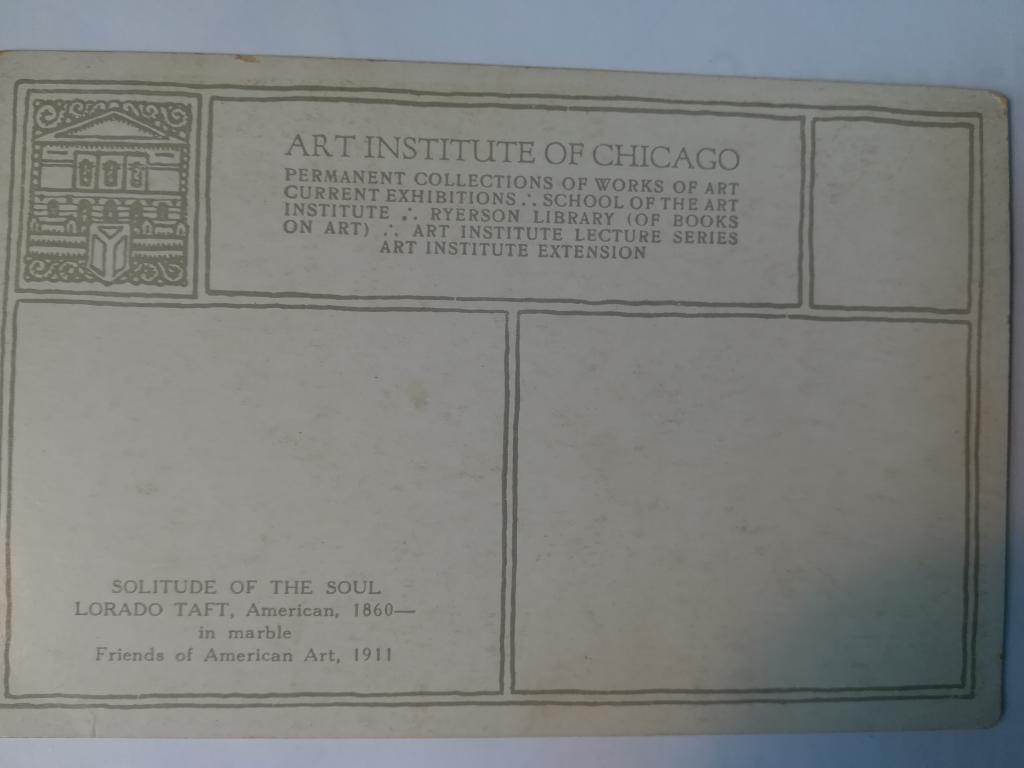 ART INSTITUTE OF CHICAGO
PERMANENT COLLECTIONS OF WORKS OF ART
CURRENT EXHIBITIONS ∴ SCHOOL OF THE ART
INSTITUTE ∴ RYERSON LIBRARY (OF BOOKS
ON ART) ∴ ART INSTITUTE LECTURE SERIES
ART INSTITUTE EXTENSION
SOLITUDE OF THE SOUL
LORADO TAFT, American, 1860—
in marble
Friends of American Art, 1911